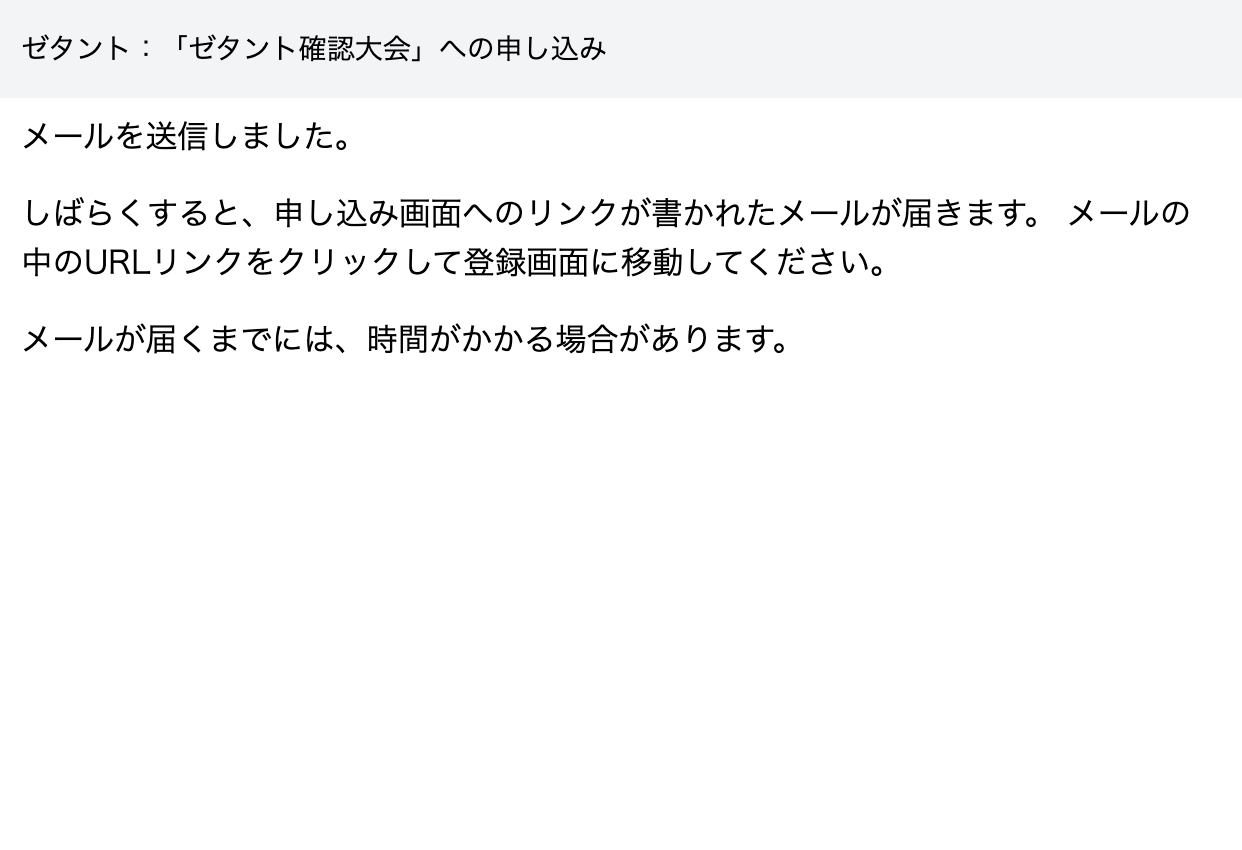 ゼタント：「ゼタント確認大会」への申し込み
メールを送信しました。
しばらくすると、申し込み画面へのリンクが書かれたメールが届きます。 メールの
中のURLリンクをクリックして登録画面に移動してください。
メールが届くまでには、時間がかかる場合があります。